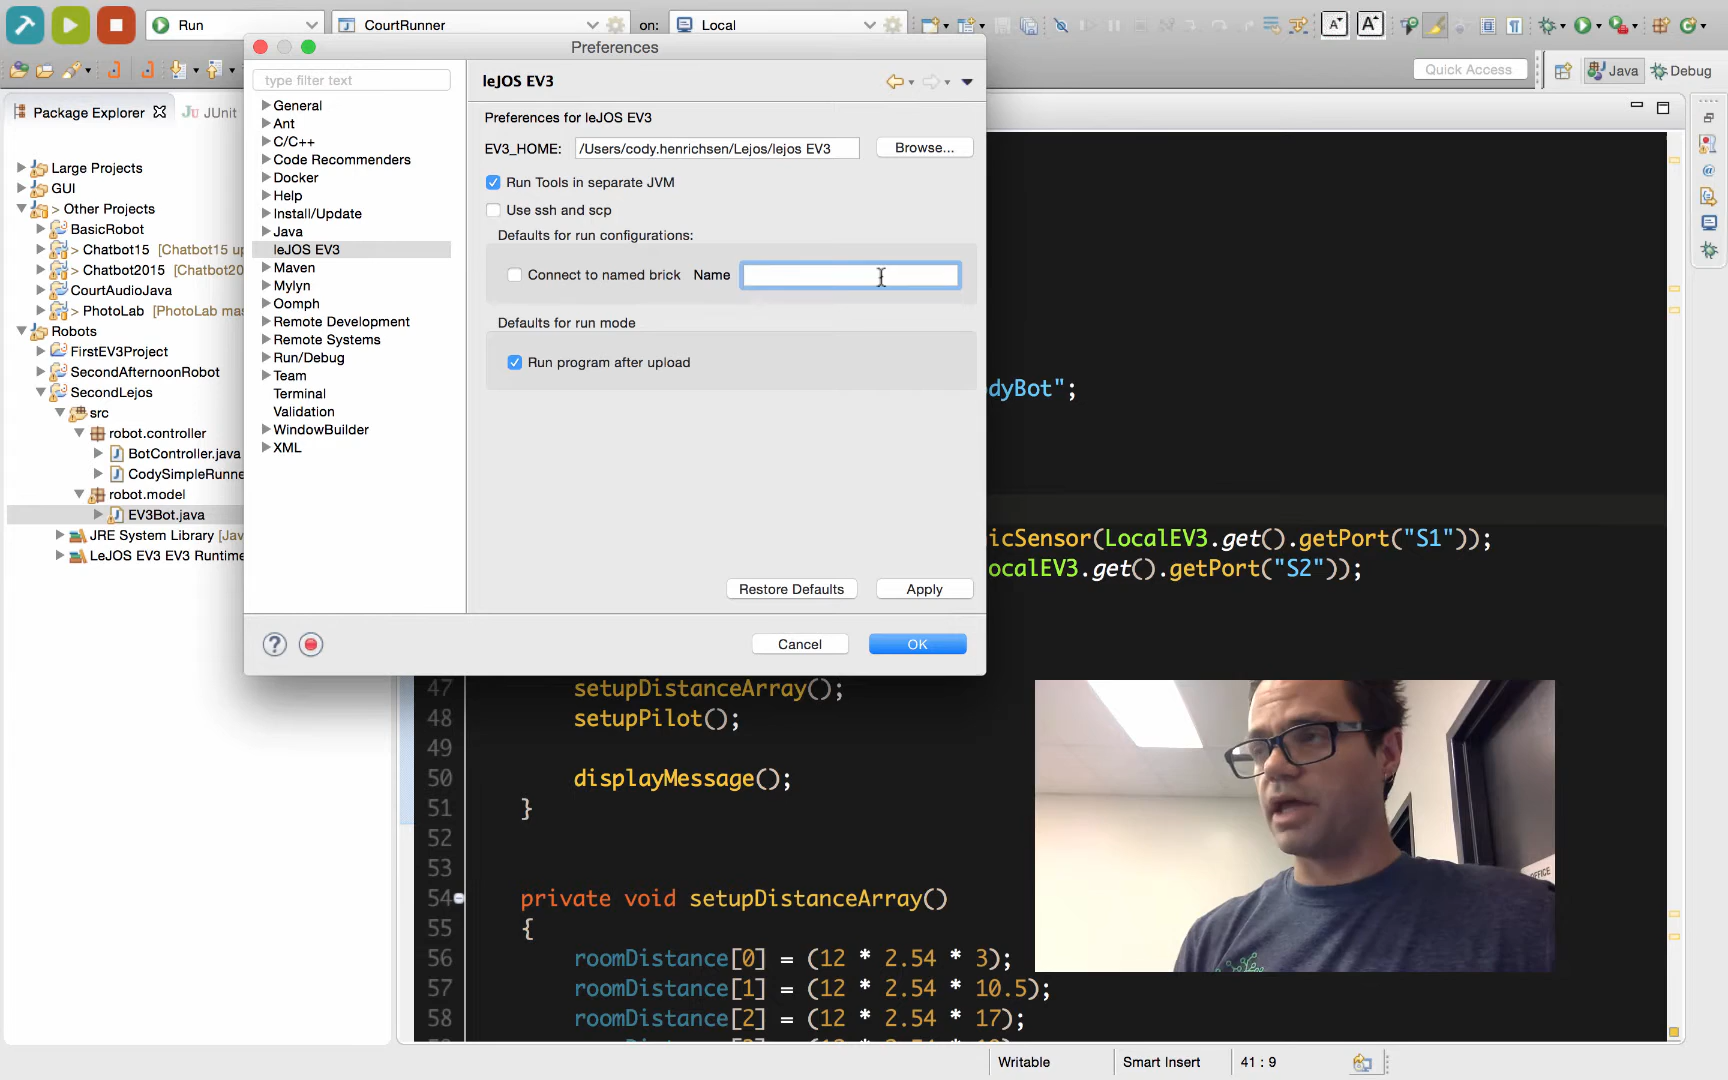 Run
CourtRunner
on:
Local
Preferences
Quick Access
Java
Debug
Package Explorer
JUnit
type filter text
leJOS EV3
General
Ant
C/C++
Code Recommenders
Docker
Help
Install/Update
Java
leJOS EV3
Maven
Mylyn
Oomph
Remote Development
Remote Systems
Run/Debug
Team
Terminal
Validation
WindowBuilder
XML
Preferences for leJOS EV3
EV3_HOME: /Users/cody.henrichsen/Lejos/lejos EV3 Browse...
Run Tools in separate JVM
Use ssh and scp
Defaults for run configurations:
Connect to named brick Name
Defaults for run mode
Run program after upload
Restore Defaults Apply
Cancel OK
Large Projects
GUI
> Other Projects
BasicRobot
> Chatbot15 [Chatbot15 up
> Chatbot2015 [Chatbot20
CourtAudioJava
> PhotoLab [PhotoLab mas
Robots
FirstEV3Project
SecondAfternoonRobot
SecondLejos
src
robot.controller
BotController.java
CodySimpleRunne
robot.model
EV3Bot.java
JRE System Library [Jav
LeJOS EV3 EV3 Runtime
dyBot";
icSensor(LocalEV3.get().getPort("S1"));
ocalEV3.get().getPort("S2"));
47 setupDistanceArray();
48 setupPilot();
49
50 displayMessage();
51 }
52
53
54 private void setupDistanceArray()
55 {
56 roomDistance[0] = (12 * 2.54 * 3);
57 roomDistance[1] = (12 * 2.54 * 10.5);
58 roomDistance[2] = (12 * 2.54 * 17);
OFFICE
Writable
Smart Insert
41 : 9